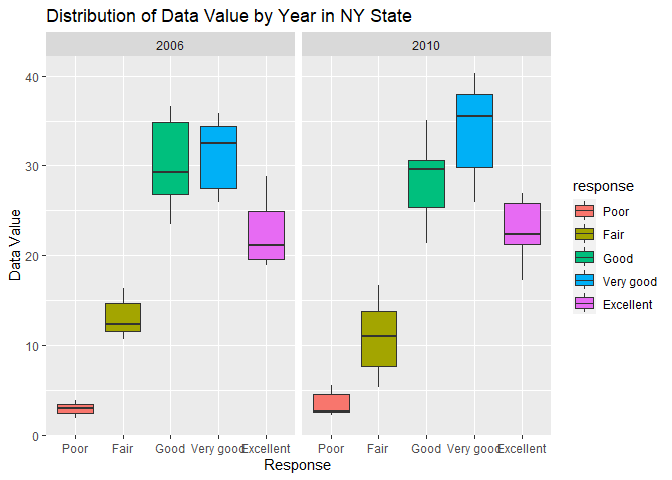 Distribution of Data Value by Year in NY State
2006
2010
40
30
20
10
0
Data Value
Poor Fair Good Very good Excellent
Poor Fair Good Very good Excellent
Response
response
Poor
Fair
Good
Very good
Excellent